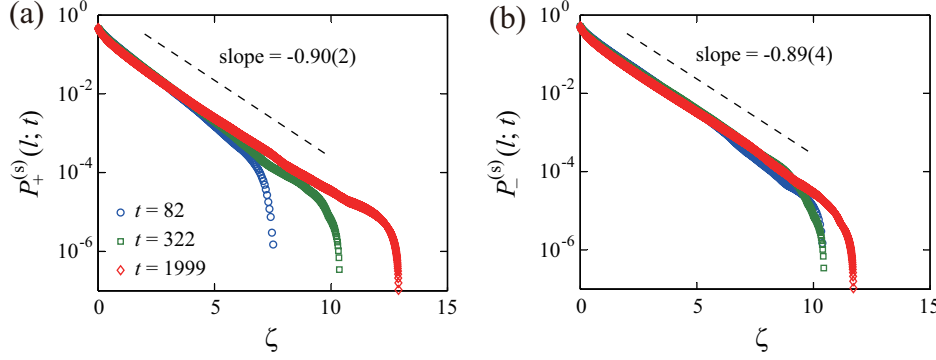 (a)
10^0
10^-2
10^-4
10^-6
P_+^(s)(l; t)
slope = -0.90(2)
t = 82
t = 322
t = 1999
0 5 10 15
ζ
(b)
10^0
10^-2
10^-4
10^-6
P_-^(s)(l; t)
slope = -0.89(4)
0 5 10 15
ζ